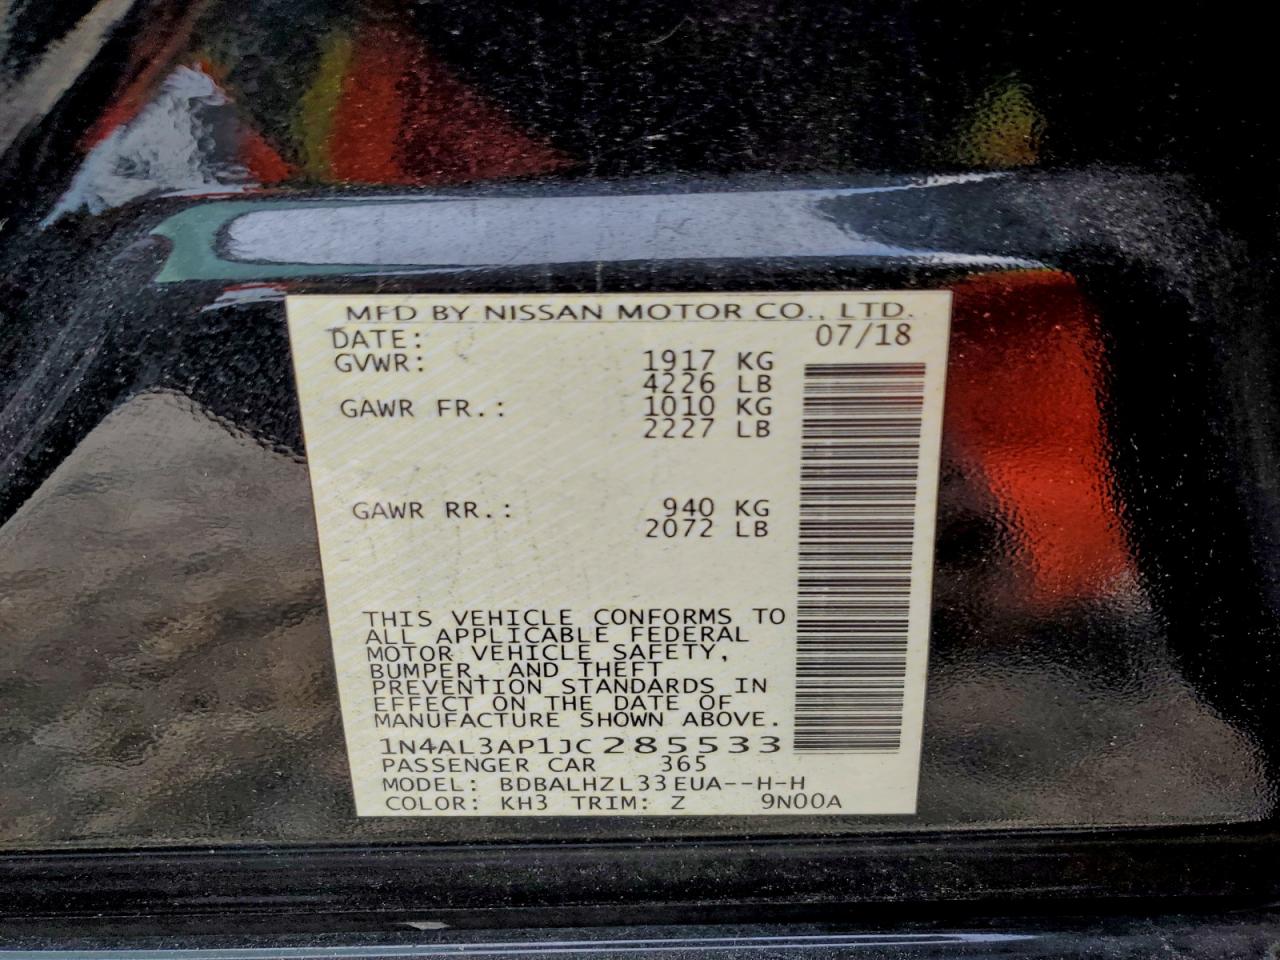 MFD BY NISSAN MOTOR CO., LTD.
DATE: 07/18
GVWR: 1917 KG
4226 LB
GAWR FR.: 1010 KG
2227 LB
GAWR RR.: 940 KG
2072 LB
THIS VEHICLE CONFORMS TO
ALL APPLICABLE FEDERAL
MOTOR VEHICLE SAFETY,
BUMPER, AND THEFT
PREVENTION STANDARDS IN
EFFECT ON THE DATE OF
MANUFACTURE SHOWN ABOVE.
1N4AL3AP1JC285533
PASSENGER CAR 365
MODEL: BDBALHZL33EUA--H-H
COLOR: KH3 TRIM: Z 9N00A